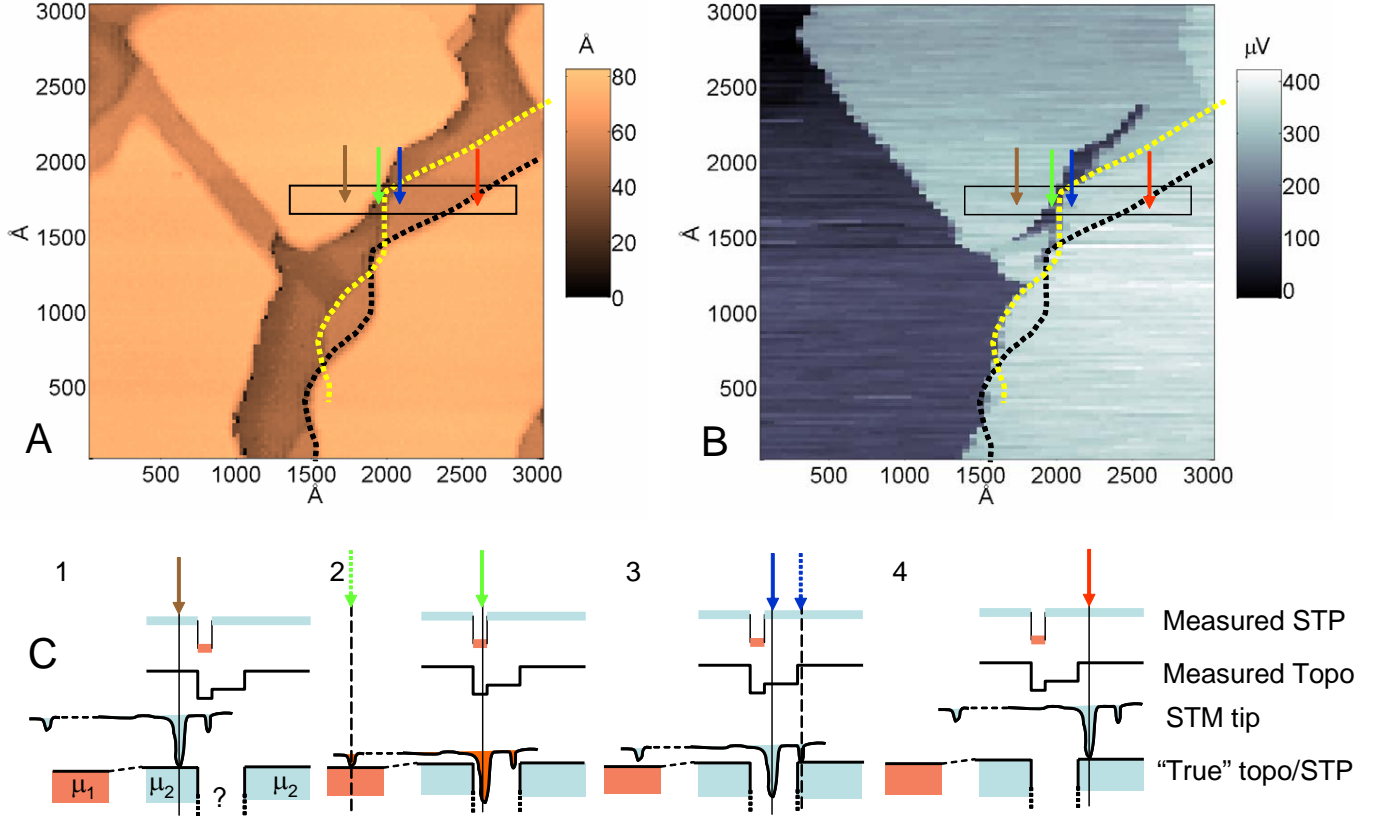 3000
2500
2000
1500
1000
500
Å
500 1000 1500 2000 2500 3000
Å
A
Å
80
60
40
20
0
3000
2500
2000
1500
1000
500
Å
500 1000 1500 2000 2500 3000
Å
B
μV
400
300
200
100
0
C
1
2
3
4
Measured STP
Measured Topo
STM tip
“True” topo/STP
μ1
μ2
?
μ2